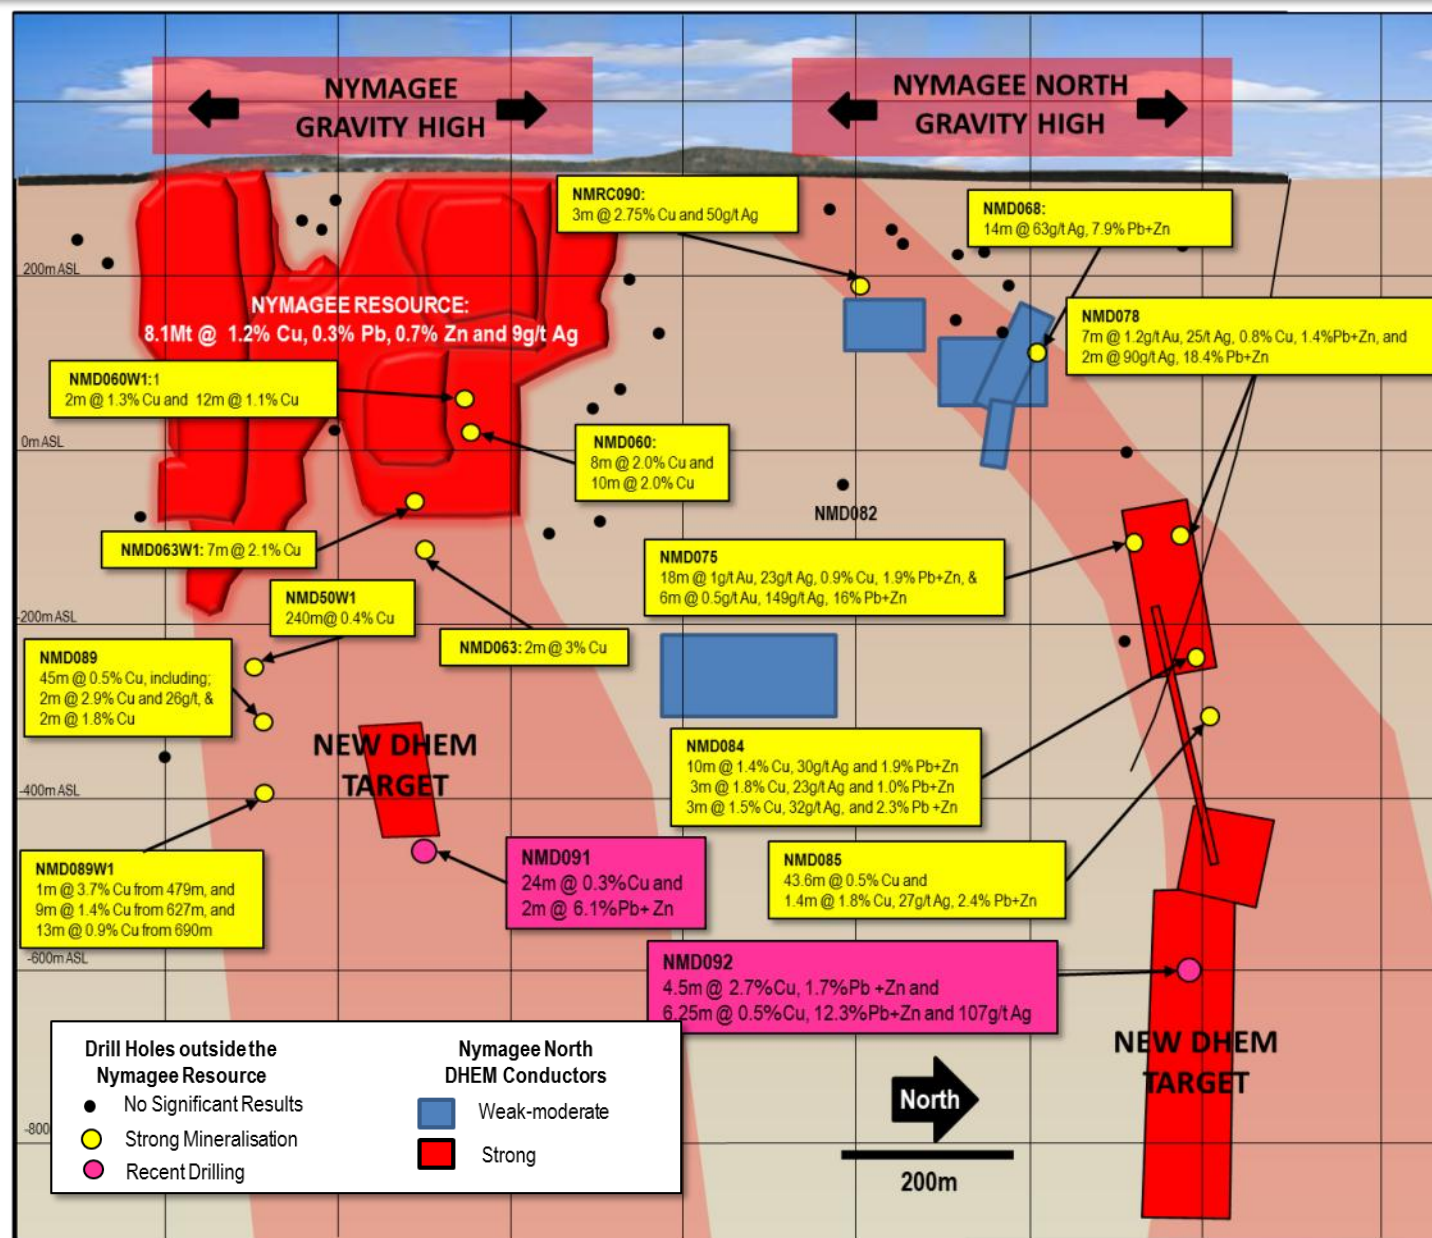 NYMAGEE
GRAVITY HIGH
NYMAGEE NORTH
GRAVITY HIGH
NMRC090:
3m @ 2.75% Cu and 50g/t Ag
NMD068:
14m @ 63g/t Ag, 7.9% Pb+Zn
200m ASL
NYMAGEE RESOURCE:
8.1Mt @ 1.2% Cu, 0.3% Pb, 0.7% Zn and 9g/t Ag
NMD078
7m @ 1.2g/t Au, 25/t Ag, 0.8% Cu, 1.4%Pb+Zn, and
2m @ 90g/t Ag, 18.4% Pb+Zn
NMD060W1:1
2m @ 1.3% Cu and 12m @ 1.1% Cu
0m ASL
NMD060:
8m @ 2.0% Cu and
10m @ 2.0% Cu
NMD082
NMD063W1: 7m @ 2.1% Cu
NMD075
18m @ 1g/t Au, 23g/t Ag, 0.9% Cu, 1.9% Pb+Zn, &
6m @ 0.5g/t Au, 149g/t Ag, 16% Pb+Zn
NMD50W1
240m@ 0.4% Cu
-200m ASL
NMD063: 2m @ 3% Cu
NMD089
45m @ 0.5% Cu, including;
2m @ 2.9% Cu and 26g/t, &
2m @ 1.8% Cu
NEW DHEM
TARGET
NMD084
10m @ 1.4% Cu, 30g/t Ag and 1.9% Pb+Zn
3m @ 1.8% Cu, 23g/t Ag and 1.0% Pb+Zn
3m @ 1.5% Cu, 32g/t Ag, and 2.3% Pb +Zn
-400m ASL
NMD089W1
1m @ 3.7% Cu from 479m, and
9m @ 1.4% Cu from 627m, and
13m @ 0.9% Cu from 690m
NMD091
24m @ 0.3%Cu and
2m @ 6.1%Pb+ Zn
NMD085
43.6m @ 0.5% Cu and
1.4m @ 1.8% Cu, 27g/t Ag, 2.4% Pb+Zn
-600m ASL
NMD092
4.5m @ 2.7%Cu, 1.7%Pb +Zn and
6.25m @ 0.5%Cu, 12.3%Pb+Zn and 107g/t Ag
NEW DHEM
TARGET
Drill Holes outside the
Nymagee Resource
No Significant Results
Strong Mineralisation
Recent Drilling
Nymagee North
DHEM Conductors
Weak-moderate
Strong
-800
North
200m